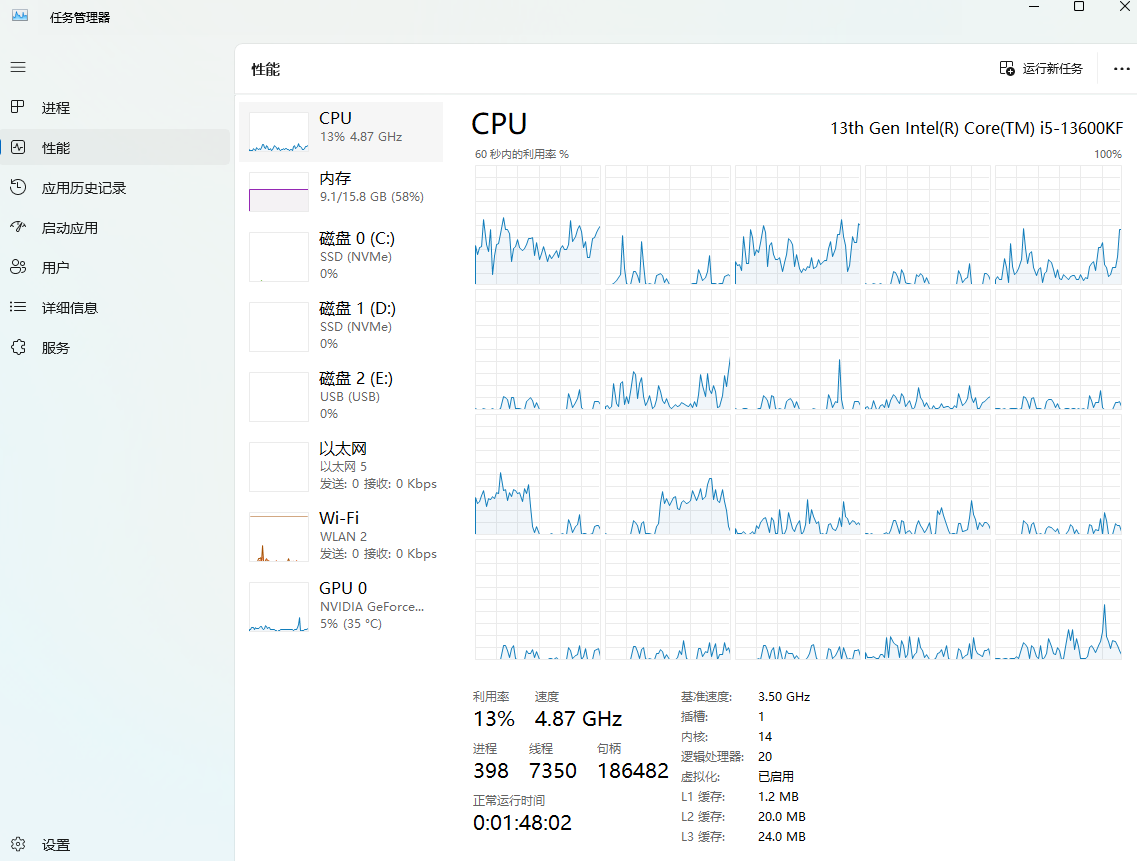 任务管理器
性能
运行新任务
进程
性能
应用历史记录
启动应用
用户
详细信息
服务
设置
CPU
13% 4.87 GHz
内存
9.1/15.8 GB (58%)
磁盘 0 (C:)
SSD (NVMe)
0%
磁盘 1 (D:)
SSD (NVMe)
0%
磁盘 2 (E:)
USB (USB)
0%
以太网
以太网 5
发送: 0 接收: 0 Kbps
Wi-Fi
WLAN 2
发送: 0 接收: 0 Kbps
GPU 0
NVIDIA GeForce...
5% (35 °C)
CPU 13th Gen Intel(R) Core(TM) i5-13600KF
60 秒内的利用率 % 100%
利用率 速度
13% 4.87 GHz
进程 线程 句柄
398 7350 186482
正常运行时间
0:01:48:02
基准速度: 3.50 GHz
插槽: 1
内核: 14
逻辑处理器: 20
虚拟化: 已启用
L1 缓存: 1.2 MB
L2 缓存: 20.0 MB
L3 缓存: 24.0 MB